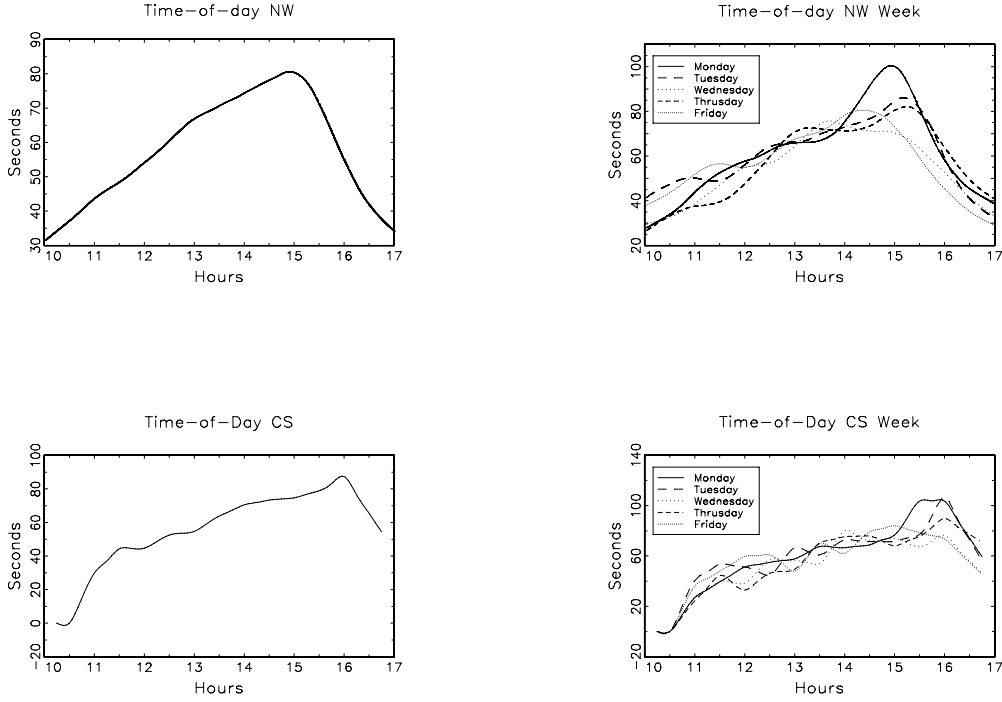 Time-of-day NW
90
80
70
60
50
40
30
Seconds
10 11 12 13 14 15 16 17
Hours
Time-of-day NW Week
100
80
60
40
20
Seconds
Monday
Tuesday
Wednesday
Thrusday
Friday
10 11 12 13 14 15 16 17
Hours
Time-of-Day CS
100
80
60
40
20
0
-20
Seconds
10 11 12 13 14 15 16 17
Hours
Time-of-Day CS Week
140
100
60
20
-20
Seconds
Monday
Tuesday
Wednesday
Thrusday
Friday
10 11 12 13 14 15 16 17
Hours